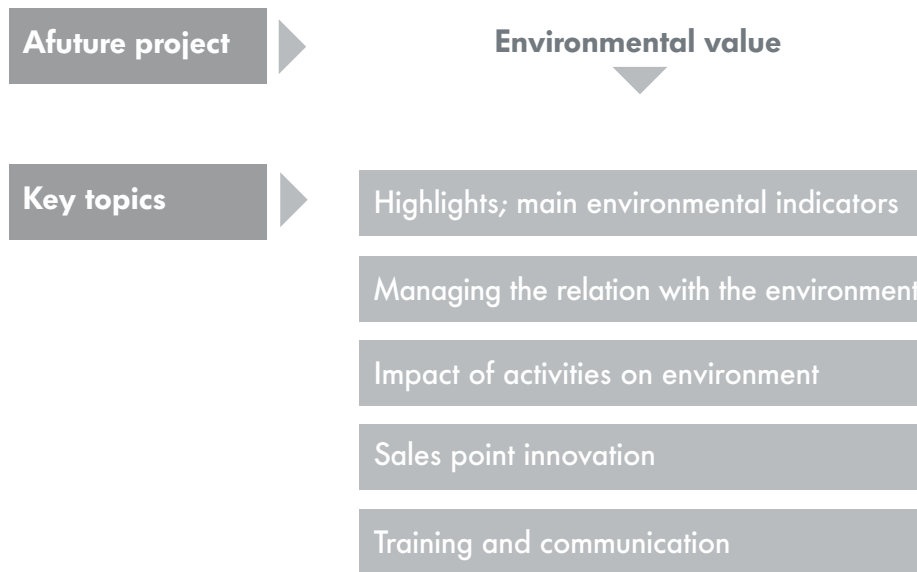 Afuture project
Environmental value
Key topics
Highlights; main environmental indicators
Managing the relation with the environment
Impact of activities on environment
Sales point innovation
Training and communication